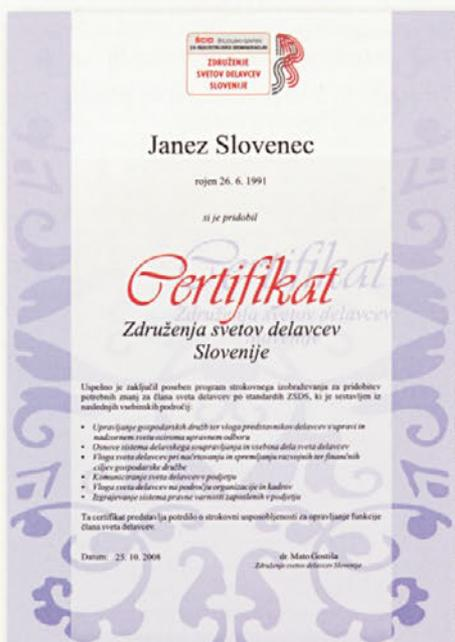 ŠCID ŠTUDIJSKI CENTER
ZA INDUSTRIJSKO DEMOKRACIJO
ZDRUŽENJE
SVETOV DELAVCEV
SLOVENIJE
Janez Slovenec
rojen 26. 6. 1991
si je pridobil
Certifikat
Združenja svetov delavcev
Slovenije
Uspešno je zaključil poseben program strokovnega izobraževanja za pridobitev
potrebnih znanj za člana sveta delavcev po standardih ZSDS, ki je sestavljen iz
naslednjih vsebinskih področij:
• Upravljanje gospodarskih družb ter vloga predstavnikov delavcev v upravi in
nadzornem svetu oziroma upravnem odboru
• Osnove sistema delavskega soupravljanja in vsebina dela sveta delavcev
• Vloga sveta delavcev pri načrtovanju in spremljanju razvojnih ter finančnih
ciljev gospodarske družbe
• Komuniciranje sveta delavcev v podjetju
• Vloga sveta delavcev na področju organizacije in kadrov
• Izgrajevanje sistema pravne varnosti zaposlenih v podjetju
Ta certifikat predstavlja potrdilo o strokovni usposobljenosti za opravljanje funkcije
člana sveta delavcev.
Datum: 25. 10. 2008
dr. Mato Gostiša
Združenje svetov delavcev Slovenije